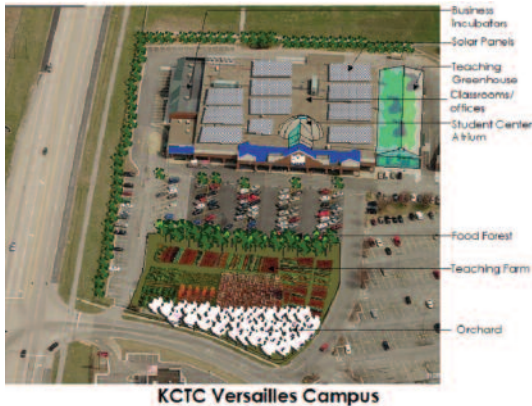 Business
Incubators
Solar Panels
Teaching
Greenhouse
Classrooms/
offices
Student Center
Atrium
Food Forest
Teaching Farm
Orchard
KCTC Versailles Campus